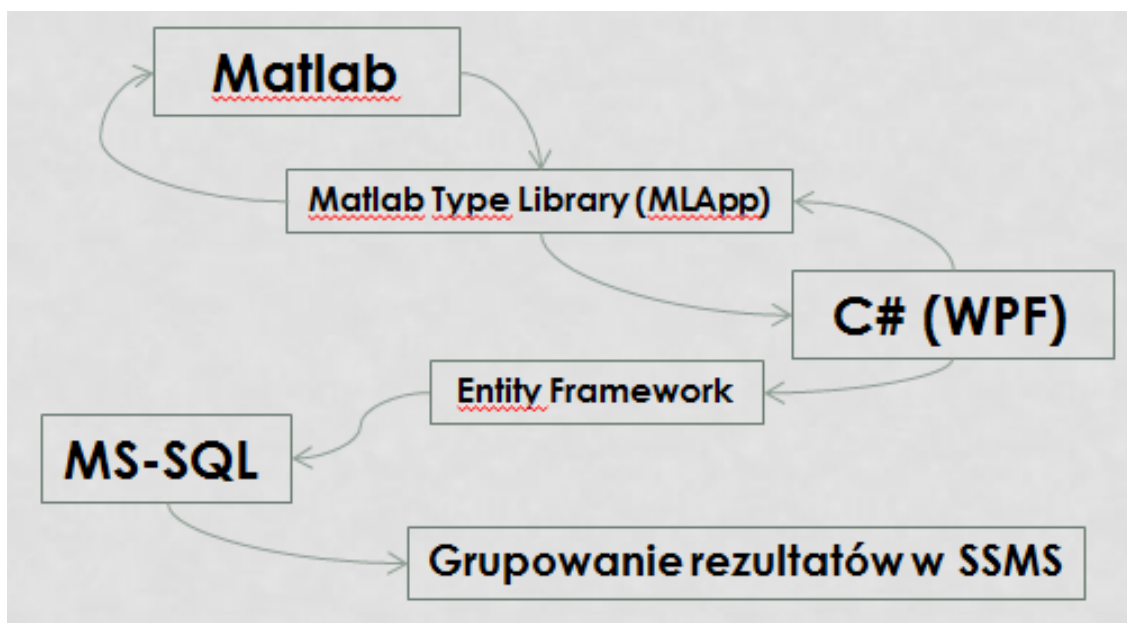 Matlab
Matlab Type Library (MLApp)
C# (WPF)
Entity Framework
MS-SQL
Grupowanie rezultatów w SSMS